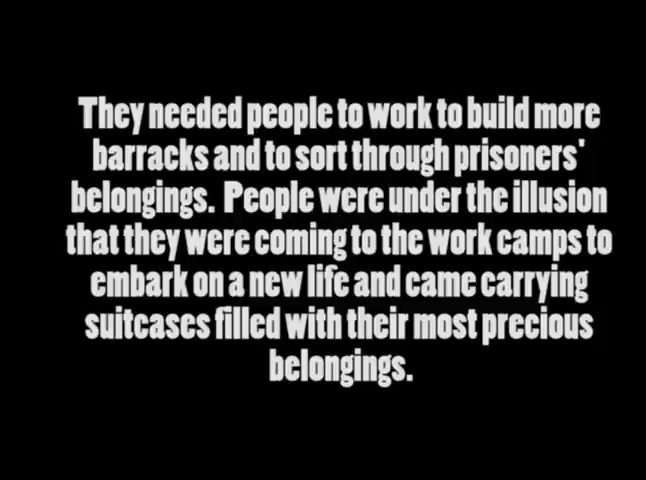 They needed people to work to build more
barracks and to sort through prisoners'
belongings. People were under the illusion
that they were coming to the work camps to
embark on a new life and came carrying
suitcases filled with their most precious
belongings.